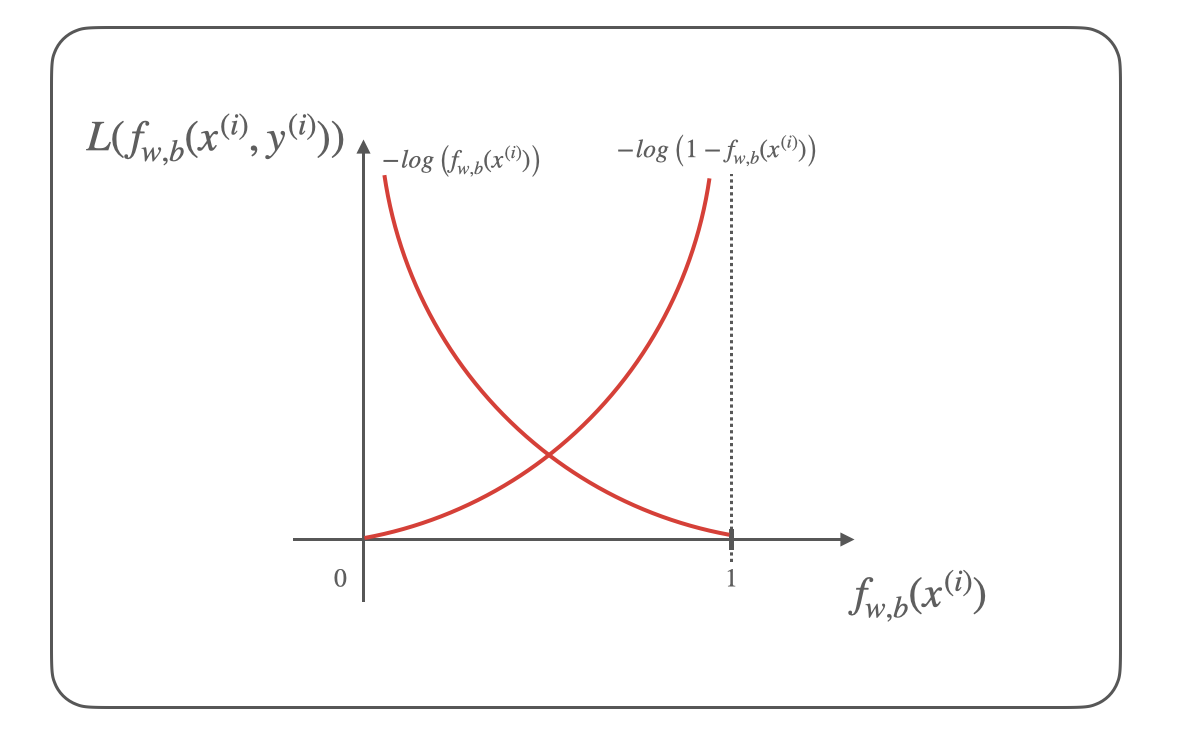 L(f_{w,b}(x^{(i)}, y^{(i)}))
−log (f_{w,b}(x^{(i)}))
−log (1 − f_{w,b}(x^{(i)}))
0
1
f_{w,b}(x^{(i)})